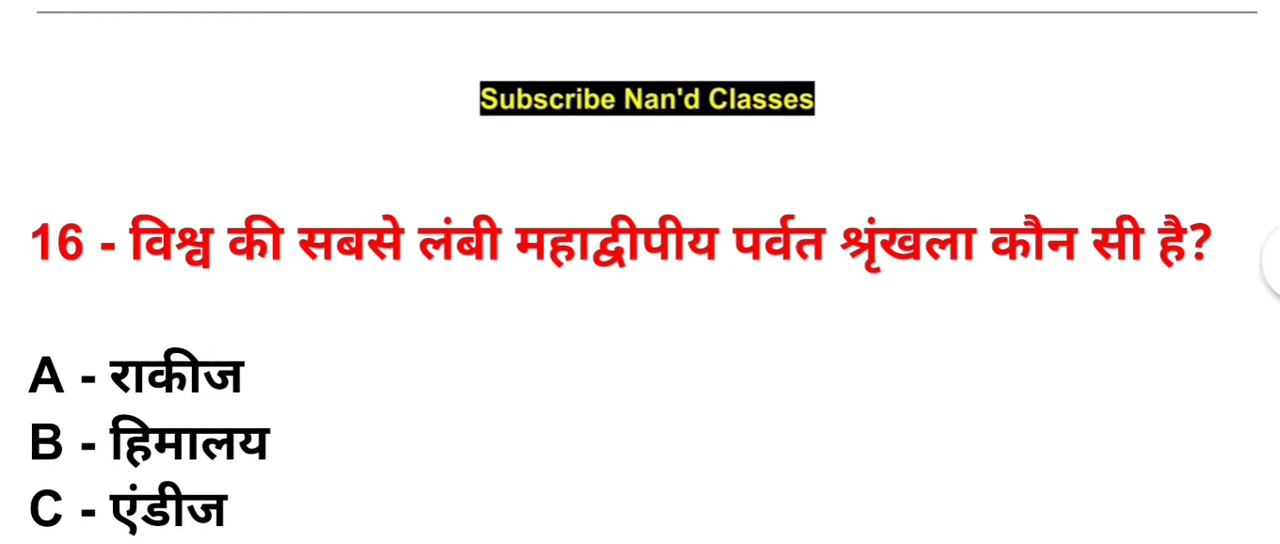 Subscribe Nan'd Classes
16 - विश्व की सबसे लंबी महाद्वीपीय पर्वत श्रृंखला कौन सी है?
A - राकीज
B - हिमालय
C - एंडीज